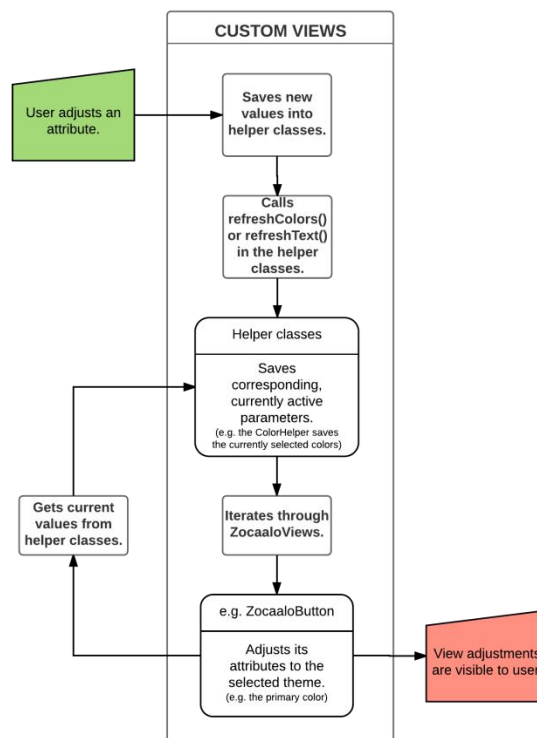 CUSTOM VIEWS
User adjusts an
attribute.
Saves new
values into
helper classes.
Calls
refreshColors()
or refreshText()
in the helper
classes.
Helper classes
Saves
corresponding,
currently active
parameters.
(e.g. the ColorHelper saves
the currently selected colors)
Gets current
values from
helper classes.
Iterates through
ZocaaloViews.
e.g. ZocaaloButton
Adjusts its
attributes to the
selected theme.
(e.g. the primary color)
View adjustments
are visible to user